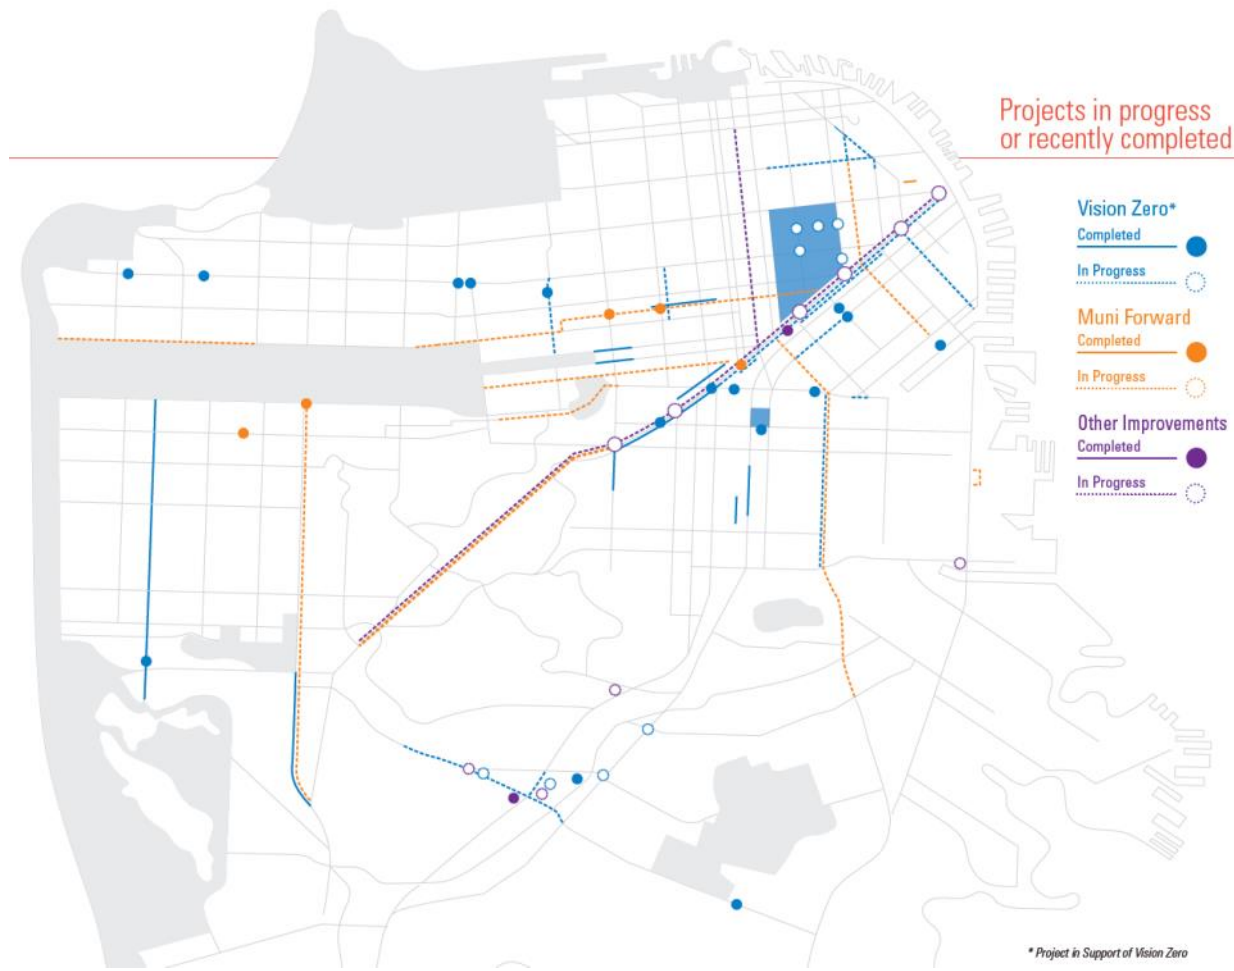 Projects in progress
or recently completed
Vision Zero*
Completed
In Progress
Muni Forward
Completed
In Progress
Other Improvements
Completed
In Progress
* Project in Support of Vision Zero